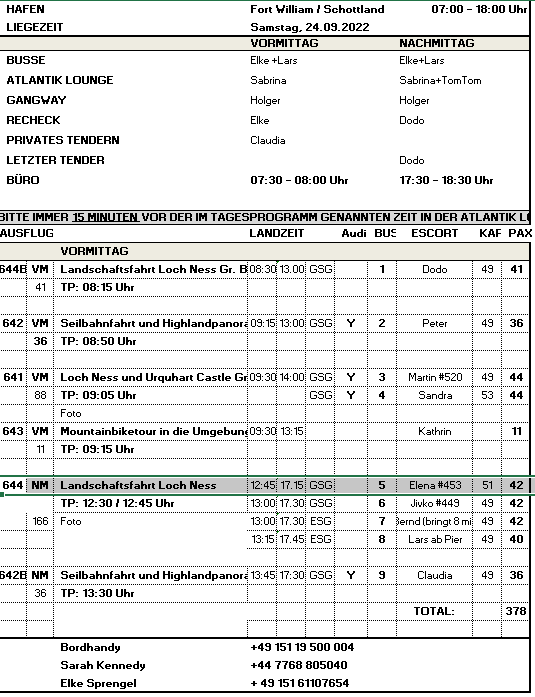 HAFEN Fort William / Schottland 07:00 - 18:00 Uhr
LIEGEZEIT Samstag, 24.09.2022
VORMITTAG NACHMITTAG
BUSSE Elke +Lars Elke+Lars
ATLANTIK LOUNGE Sabrina Sabrina+TomTom
GANGWAY Holger Holger
RECHECK Elke Dodo
PRIVATES TENDERN Claudia
LETZTER TENDER Dodo
BÜRO 07:30 - 08:00 Uhr 17:30 - 18:30 Uhr
BITTE IMMER 15 MINUTEN VOR DER IM TAGESPROGRAMM GENANNTEN ZEIT IN DER ATLANTIK L
AUSFLUG LANDZEIT Audi BUS ESCORT KAF PAX
VORMITTAG
644B VM Landschaftsfahrt Loch Ness Gr. B 08:30 13.00 GSG 1 Dodo 49 41
41 TP: 08:15 Uhr
642 VM Seilbahnfahrt und Highlandpanora 09:15 13:00 GSG Y 2 Peter 49 36
36 TP: 08:50 Uhr
641 VM Loch Ness und Urquhart Castle Gr 09:30 14:00 GSG Y 3 Martin #520 49 44
88 TP: 09:05 Uhr GSG Y 4 Sandra 53 44
Foto
643 VM Mountainbiketour in die Umgebun 09:30 13:15 Kathrin 11
11 TP: 09:15 Uhr
644 NM Landschaftsfahrt Loch Ness 12:45 17.15 GSG 5 Elena #453 51 42
TP: 12:30 / 12:45 Uhr 13:00 17.30 GSG 6 Jivko #449 49 42
166 Foto 13:00 17.30 ESG 7 ernd (bringt 8 mi 49 42
13:15 17.45 ESG 8 Lars ab Pier 49 40
642B NM Seilbahnfahrt und Highlandpanora 13:45 17:30 GSG Y 9 Claudia 49 36
36 TP: 13:30 Uhr
TOTAL: 378
Bordhandy +49 151 19 500 004
Sarah Kennedy +44 7768 805040
Elke Sprengel + 49 151 61107654